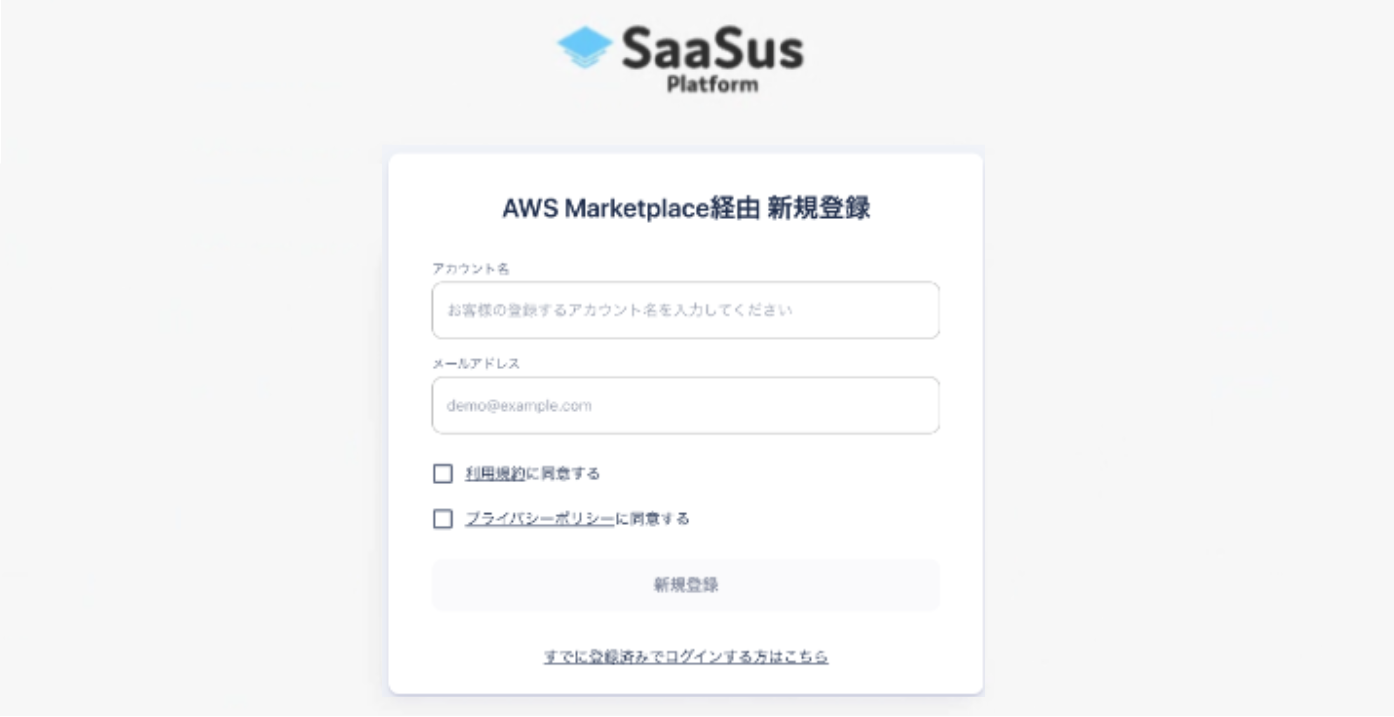 SaaSus
Platform
AWS Marketplace経由 新規登録
アカウント名
お客様の登録するアカウント名を入力してください
メールアドレス
demo@example.com
利用規約に同意する
プライバシーポリシーに同意する
新規登録
すでに登録済みでログインする方はこちら